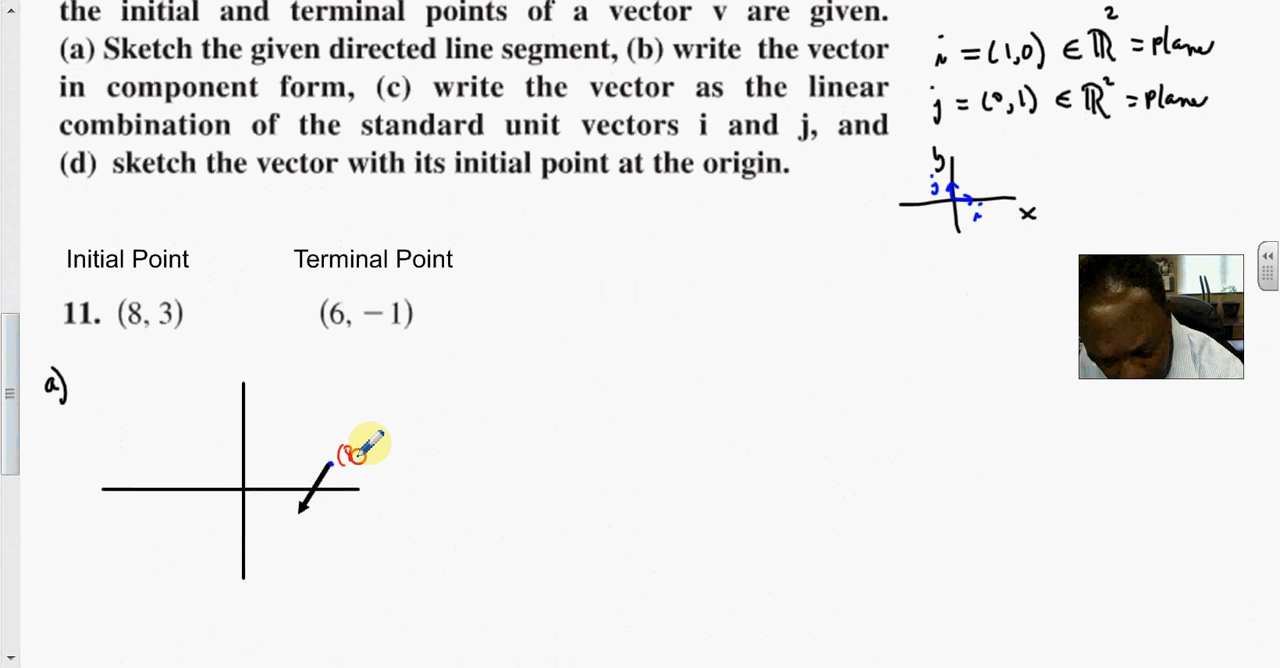 the initial and terminal points of a vector v are given.
(a) Sketch the given directed line segment, (b) write the vector
in component form, (c) write the vector as the linear
combination of the standard unit vectors i and j, and
(d) sketch the vector with its initial point at the origin.
i = (1,0) ∈ ℝ² = plane
j = (0,1) ∈ ℝ² = plane
y
j
i
x
Initial Point Terminal Point
11. (8, 3) (6, − 1)
a)
(8